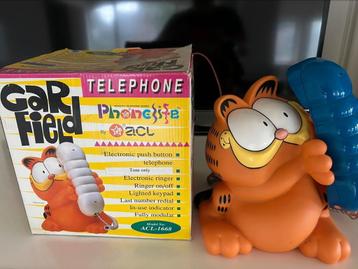 TELEPHONE
GARFIELD
Phonelife
by acl
Electronic push button
telephone
Tone only
Electronic ringer
Ringer on/off
Lighted keypad
Last number redial
In-use indicator
Fully modular
Model No:
ACL-1668